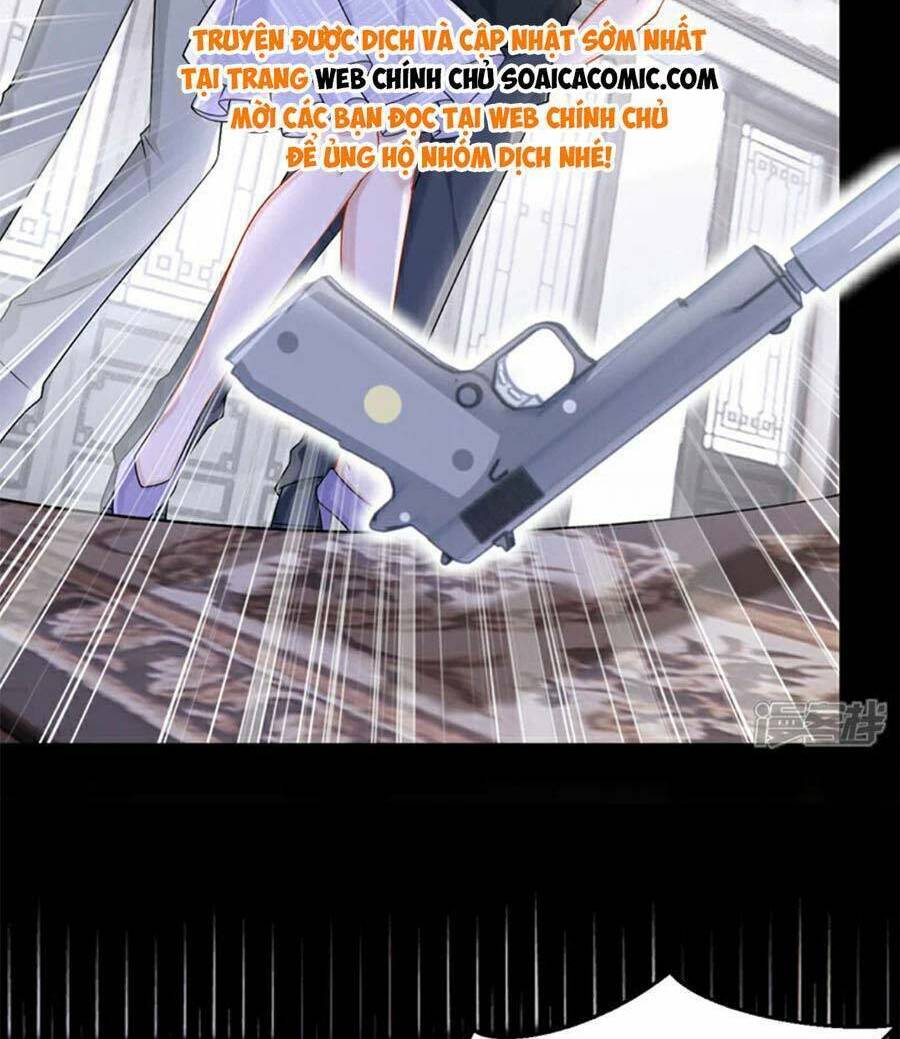 TRUYỆN ĐƯỢC DỊCH VÀ CẬP NHẬT SỚM NHẤT
TẠI TRANG WEB CHÍNH CHỦ SOAICACOMIC.COM
MỜI CÁC BẠN ĐỌC TẠI WEB CHÍNH CHỦ
ĐỂ ỦNG HỘ NHÓM DỊCH NHÉ!
漫客栈